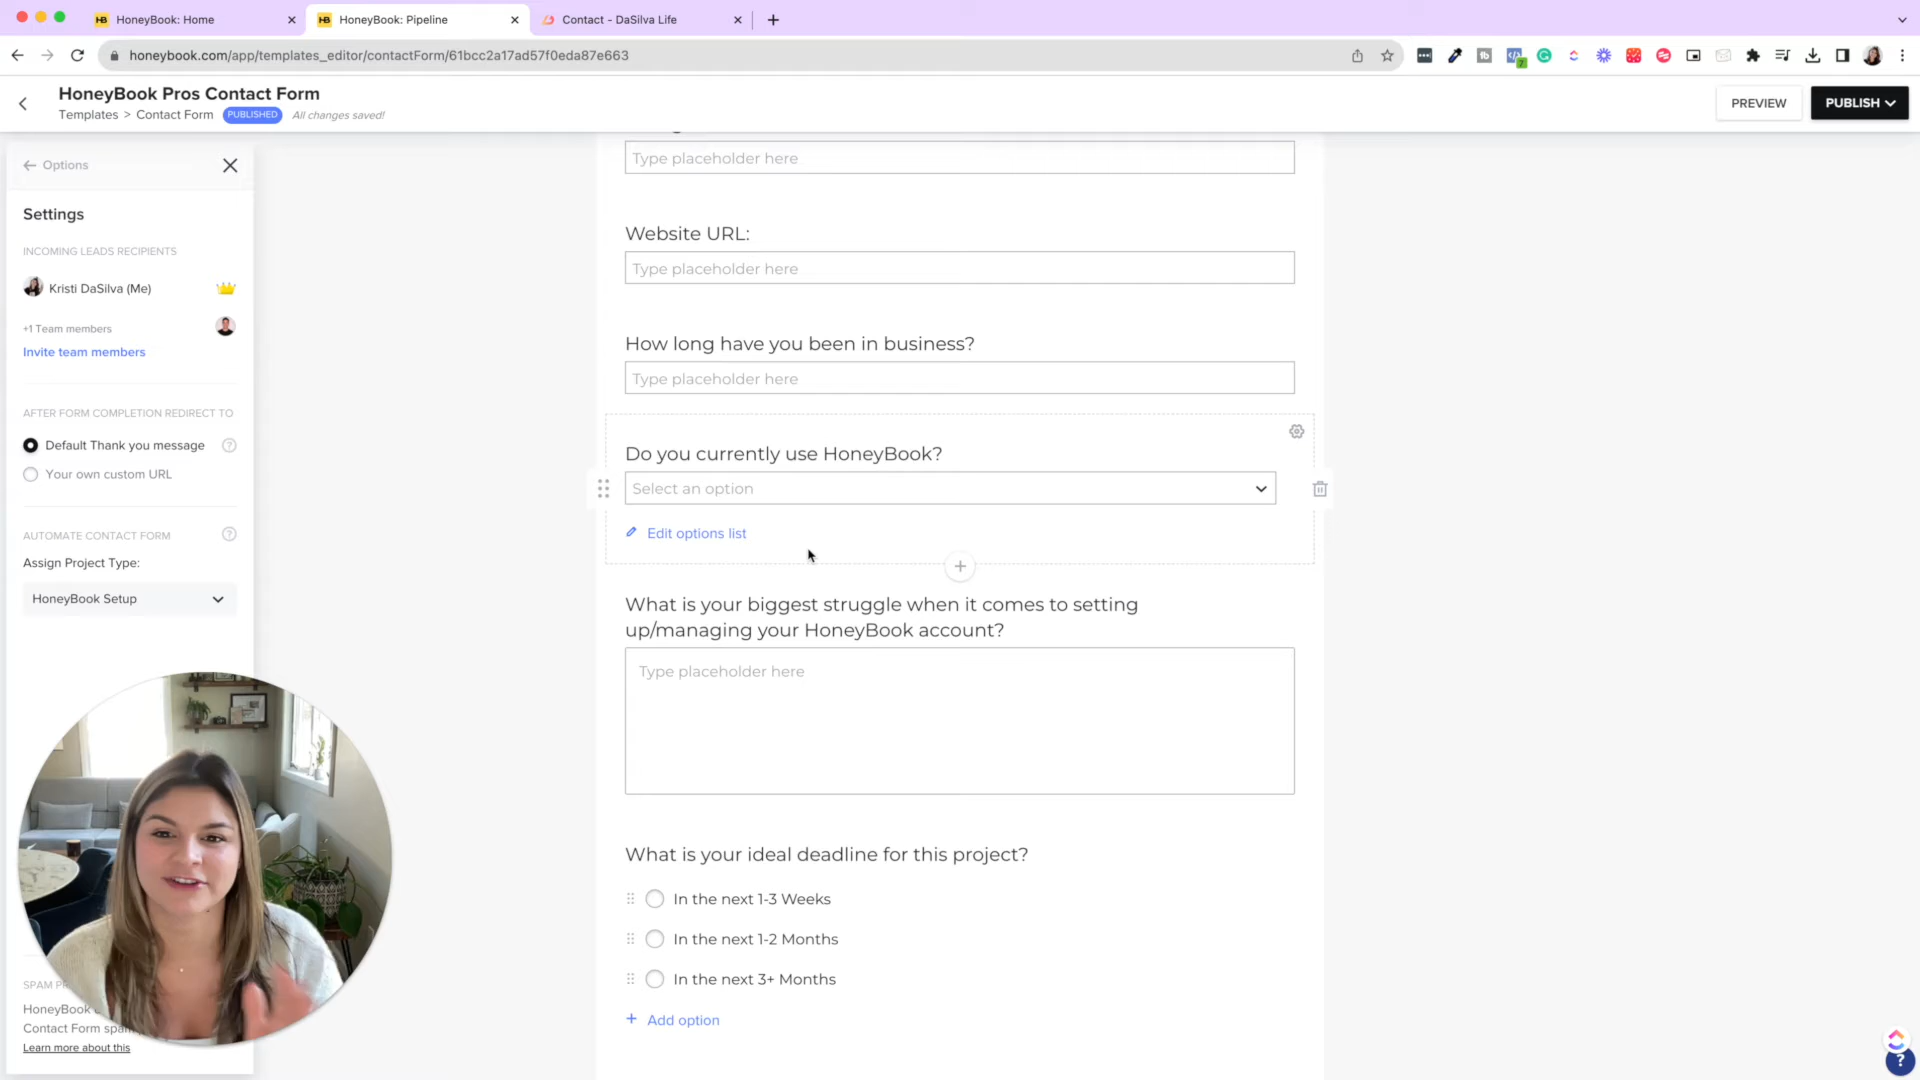 HoneyBook: Home
HoneyBook: Pipeline
Contact - DaSilva Life
honeybook.com/app/templates_editor/contactForm/61bcc2a17ad57f0eda87e663
HoneyBook Pros Contact Form
Templates > Contact Form PUBLISHED All changes saved!
PREVIEW
PUBLISH
Options
Settings
INCOMING LEADS RECIPIENTS
Kristi DaSilva (Me)
+1 Team members
Invite team members
AFTER FORM COMPLETION REDIRECT TO
Default Thank you message
Your own custom URL
AUTOMATE CONTACT FORM
Assign Project Type:
HoneyBook Setup
SPAM
HoneyBook
Contact Form
Learn more about this
Type placeholder here
Website URL:
Type placeholder here
How long have you been in business?
Type placeholder here
Do you currently use HoneyBook?
Select an option
Edit options list
What is your biggest struggle when it comes to setting
up/managing your HoneyBook account?
Type placeholder here
What is your ideal deadline for this project?
In the next 1-3 Weeks
In the next 1-2 Months
In the next 3+ Months
+ Add option